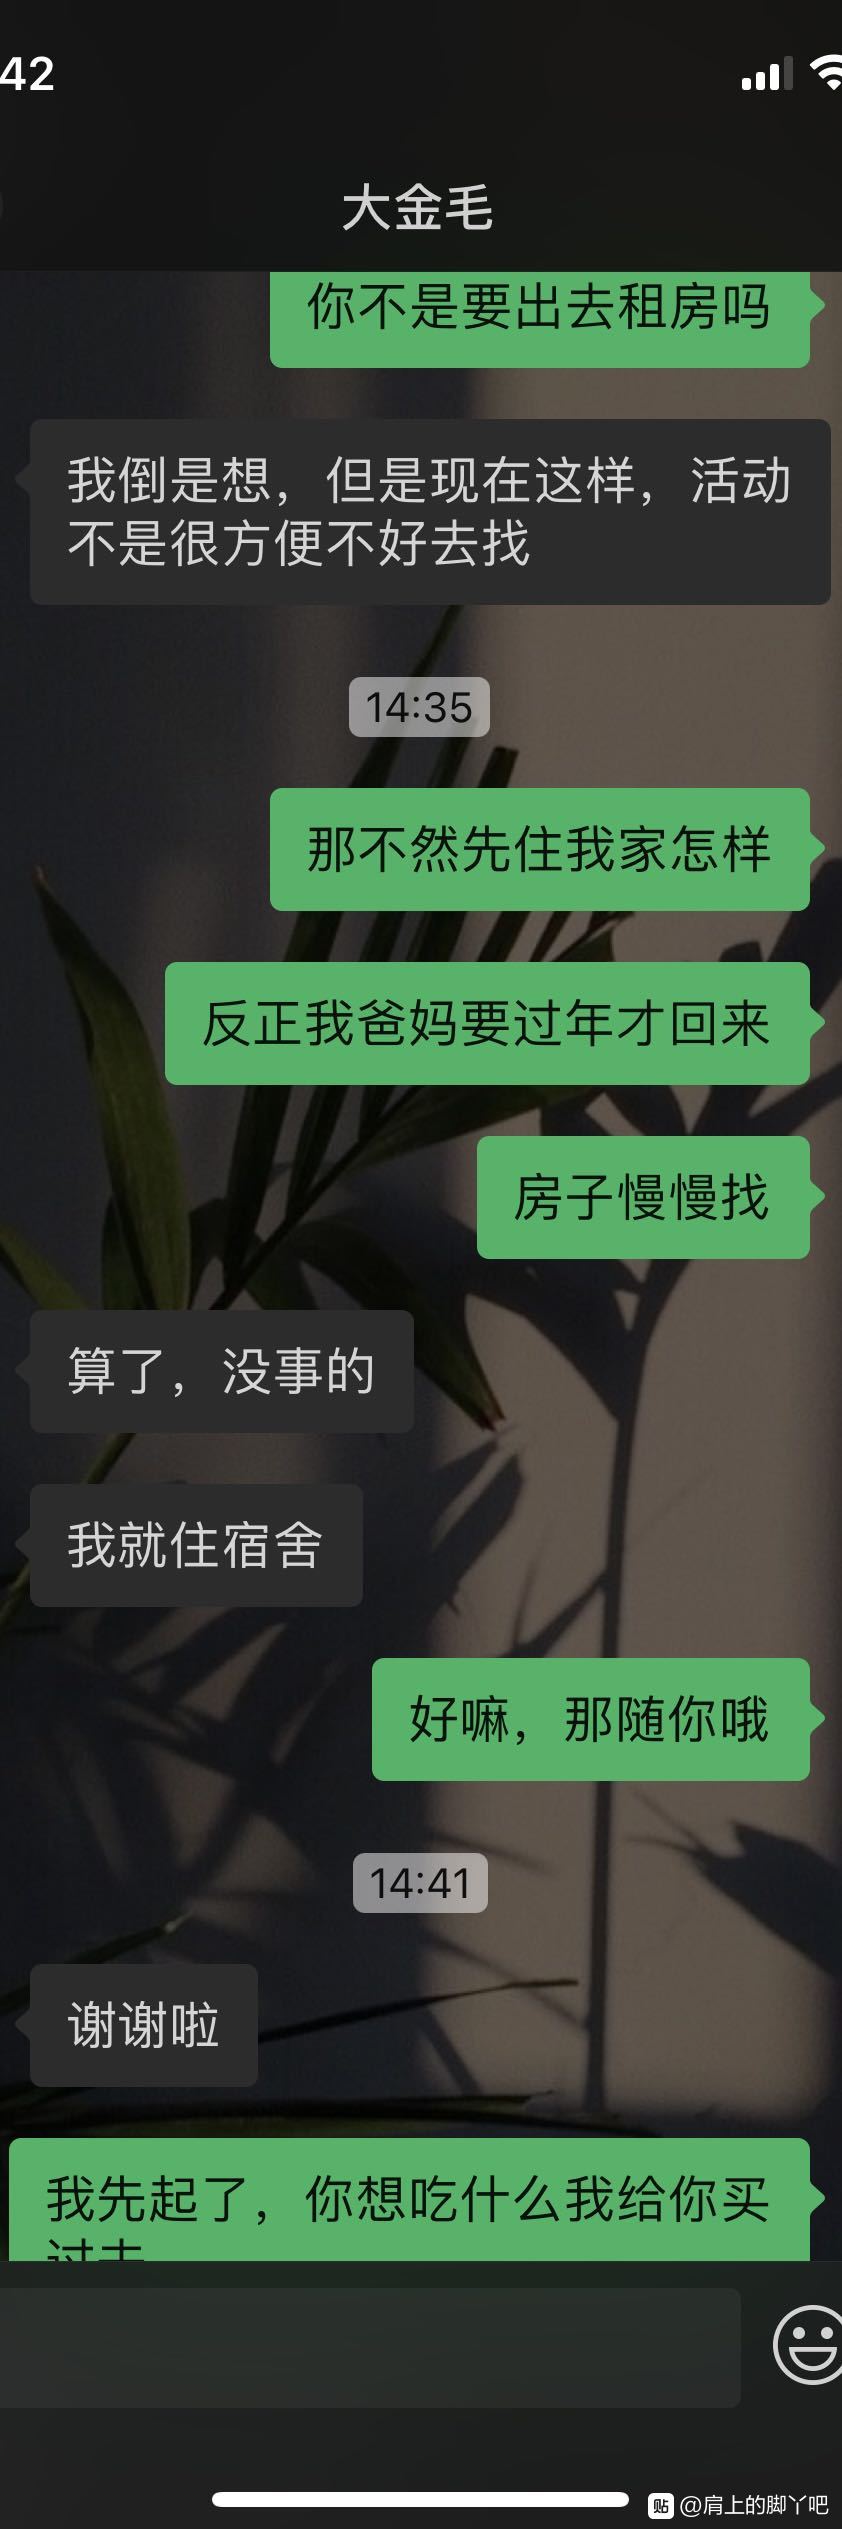 42
大金毛
你不是要出去租房吗
我倒是想，但是现在这样，活动
不是很方便不好去找
14:35
那不然先住我家怎样
反正我爸妈要过年才回来
房子慢慢找
算了，没事的
我就住宿舍
好嘛，那随你哦
14:41
谢谢啦
我先起了，你想吃什么我给你买
过去
贴 @肩上的脚丫吧